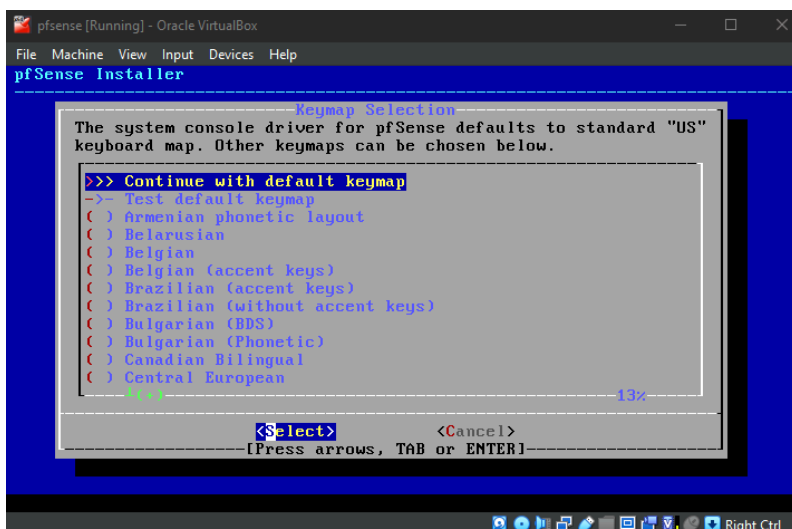 pfsense [Running] - Oracle VirtualBox
File Machine View Input Devices Help
pfSense Installer
Keymap Selection
The system console driver for pfSense defaults to standard "US"
keyboard map. Other keymaps can be chosen below.
>>> Continue with default keymap
->- Test default keymap
( ) Armenian phonetic layout
( ) Belarusian
( ) Belgian
( ) Belgian (accent keys)
( ) Brazilian (accent keys)
( ) Brazilian (without accent keys)
( ) Bulgarian (BDS)
( ) Bulgarian (Phonetic)
( ) Canadian Bilingual
( ) Central European
(+) 13%
<Select> <Cancel>
[Press arrows, TAB or ENTER]
Right Ctrl